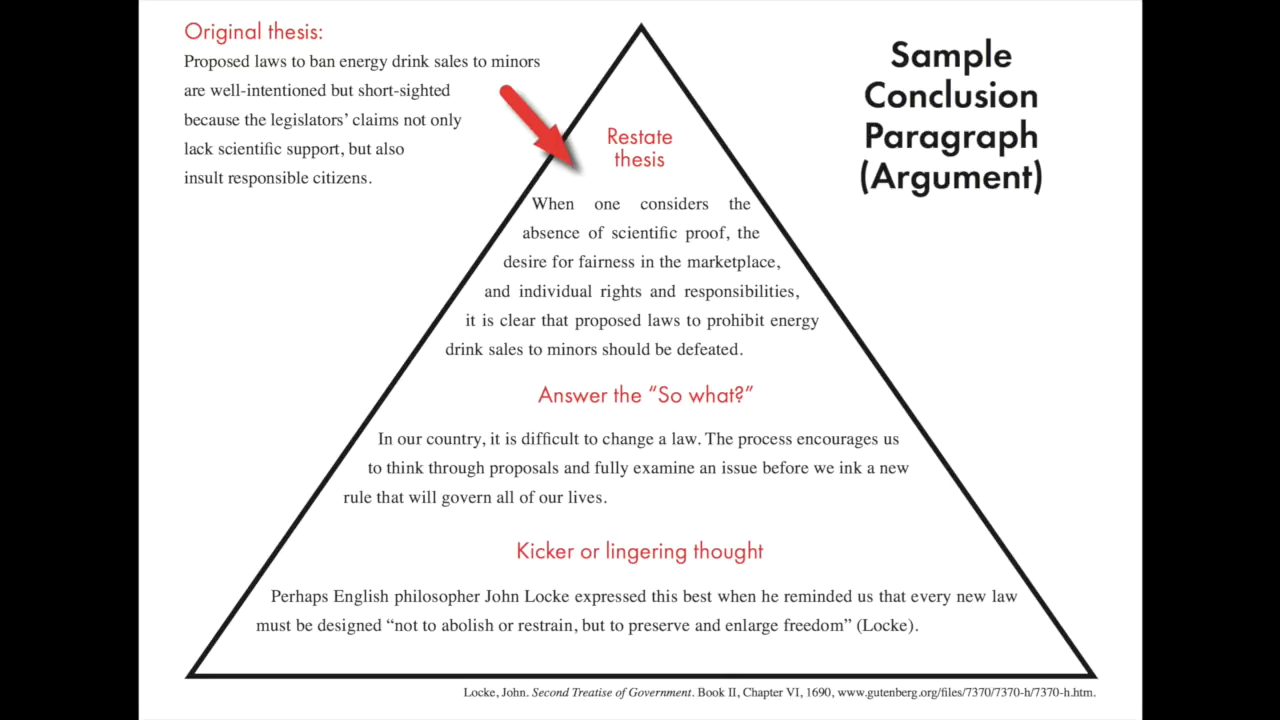 Original thesis:
Proposed laws to ban energy drink sales to minors
are well-intentioned but short-sighted
because the legislators’ claims not only
lack scientific support, but also
insult responsible citizens.
Sample
Conclusion
Paragraph
(Argument)
Restate
thesis
When one considers the
absence of scientific proof, the
desire for fairness in the marketplace,
and individual rights and responsibilities,
it is clear that proposed laws to prohibit energy
drink sales to minors should be defeated.
Answer the “So what?”
In our country, it is difficult to change a law. The process encourages us
to think through proposals and fully examine an issue before we ink a new
rule that will govern all of our lives.
Kicker or lingering thought
Perhaps English philosopher John Locke expressed this best when he reminded us that every new law
must be designed “not to abolish or restrain, but to preserve and enlarge freedom” (Locke).
Locke, John. Second Treatise of Government. Book II, Chapter VI, 1690, www.gutenberg.org/files/7370/7370-h/7370-h.htm.